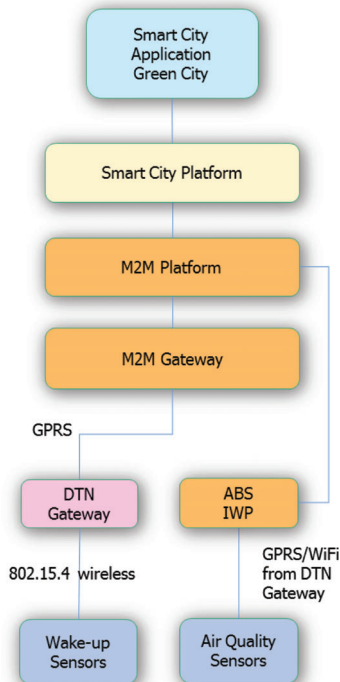 Smart City
Application
Green City
Smart City Platform
M2M Platform
M2M Gateway
GPRS
DTN
Gateway
ABS
IWP
802.15.4 wireless
GPRS/WiFi
from DTN
Gateway
Wake-up
Sensors
Air Quality
Sensors